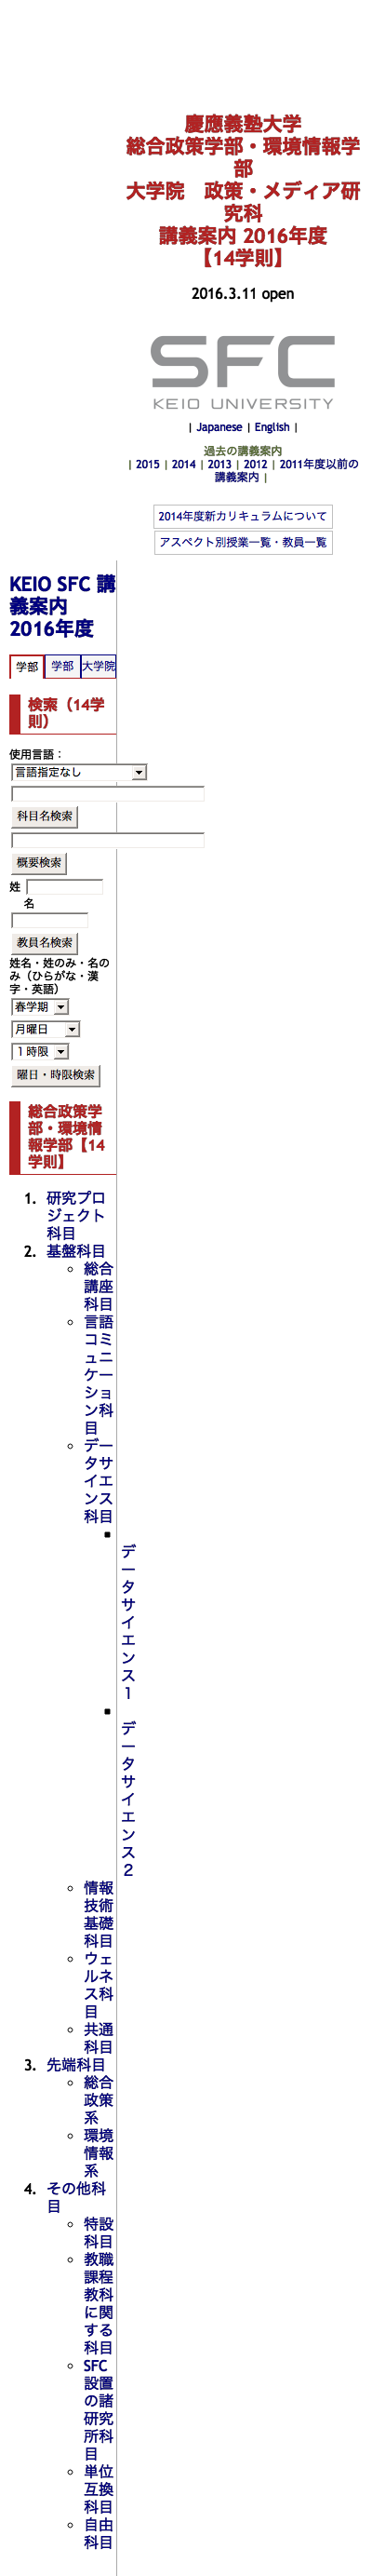 慶應義塾大学
総合政策学部・環境情報学
部
大学院　政策・メディア研
究科
講義案内 2016年度
【14学則】
2016.3.11 open
SFC
KEIO UNIVERSITY
| Japanese | English |
過去の講義案内
| 2015 | 2014 | 2013 | 2012 | 2011年度以前の
講義案内 |
2014年度新カリキュラムについて
アスペクト別授業一覧・教員一覧
KEIO SFC 講
義案内
2016年度
学部 学部 大学院
検索（14学
則）
使用言語：
言語指定なし
科目名検索
概要検索
姓
名
教員名検索
姓名・姓のみ・名の
み（ひらがな・漢
字・英語）
春学期
月曜日
１時限
曜日・時限検索
総合政策学
部・環境情
報学部【14
学則】
1. 研究プロ
ジェクト
科目
2. 基盤科目
総合
講座
科目
言語
コミ
ュニ
ケー
ショ
ン科
目
デー
タサ
イエ
ンス
科目
デ
ー
タ
サ
イ
エ
ン
ス
１
デ
ー
タ
サ
イ
エ
ン
ス
２
情報
技術
基礎
科目
ウェ
ルネ
ス科
目
共通
科目
3. 先端科目
総合
政策
系
環境
情報
系
4. その他科
目
特設
科目
教職
課程
教科
に関
する
科目
SFC
設置
の諸
研究
所科
目
単位
互換
科目
自由
科目